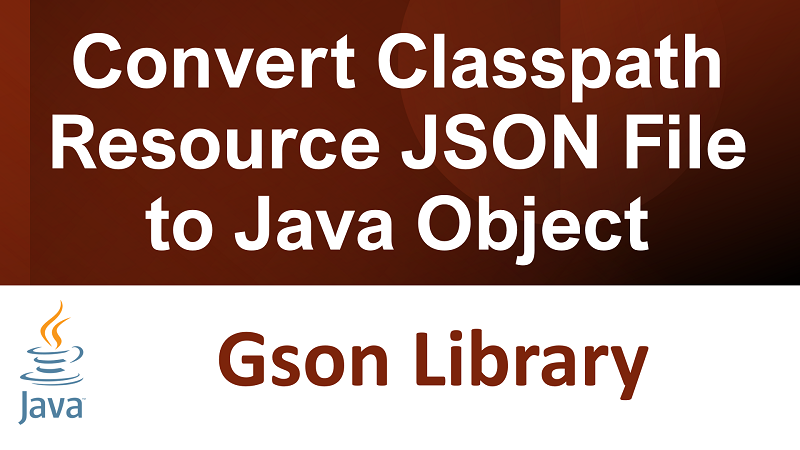 Convert Classpath
Resource JSON File
to Java Object
Gson Library
Java